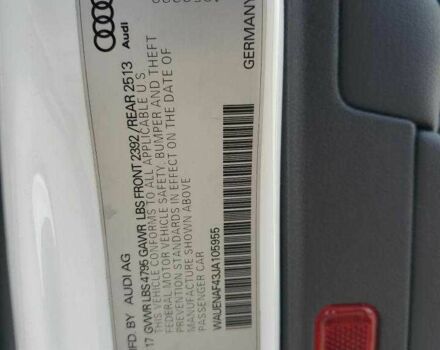 Audi
GERMANY
MFD BY AUDI AG
17 GVWR LBS 4795 GAWR LBS FRONT 2392 / REAR 2513
THIS VEHICLE CONFORMS TO ALL APPLICABLE U.S.
FEDERAL MOTOR VEHICLE SAFETY, BUMPER AND THEFT
PREVENTION STANDARDS IN EFFECT ON THE DATE OF
MANUFACTURE SHOWN ABOVE
PASSENGER CAR
WAUENAF43JA105955